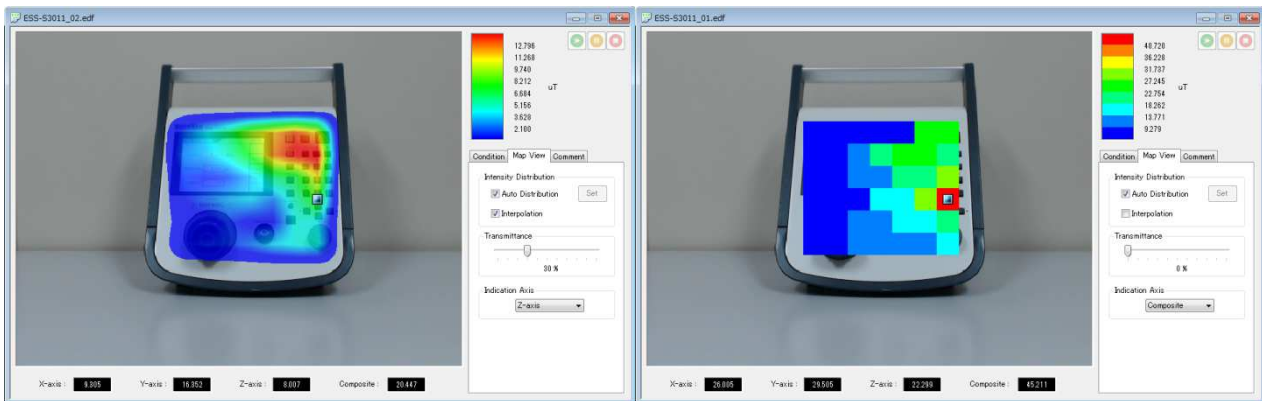 ESS-S3011_02.edf
12.796
11.268
9.740
8.212
6.684
5.156
3.628
2.100
uT
Condition Map View Comment
Intensity Distribution
Auto Distribution Set
Interpolation
Transmittance
30 %
Indication Axis
Z-axis
X-axis : 9.305 Y-axis : 16.352 Z-axis : 8.007 Composite : 20.447
ESS-S3011_01.edf
40.720
36.228
31.737
27.245
22.754
18.262
13.771
9.279
uT
Condition Map View Comment
Intensity Distribution
Auto Distribution Set
Interpolation
Transmittance
0 %
Indication Axis
Composite
X-axis : 26.005 Y-axis : 29.505 Z-axis : 22.299 Composite : 45.211